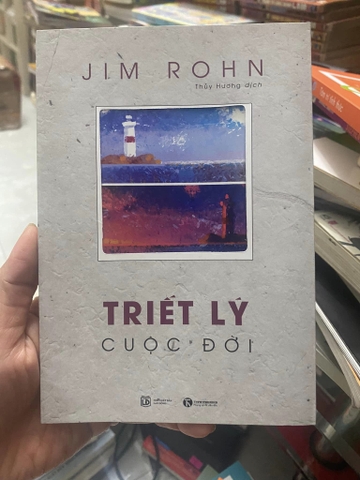 JIM ROHN
Thủy Hương dịch
TRIẾT LÝ
CUỘC ĐỜI